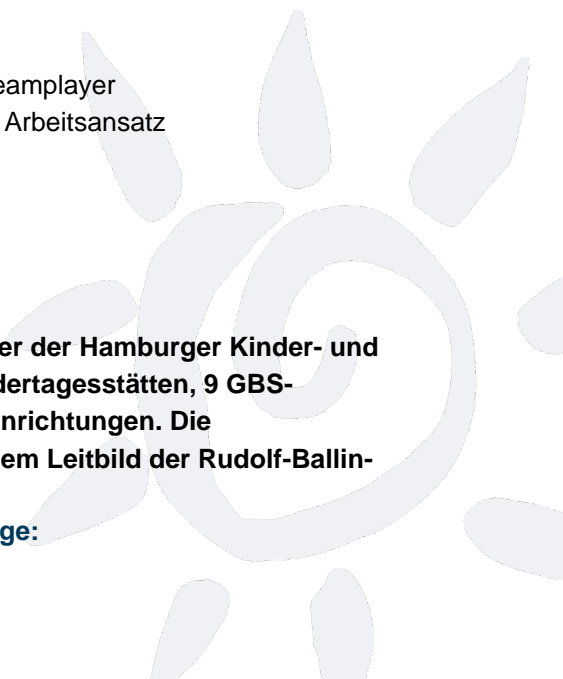 eamplayer
Arbeitsansatz
er der Hamburger Kinder- und
dertagesstätten, 9 GBS-
nrichtungen. Die
em Leitbild der Rudolf-Ballin-
ge: